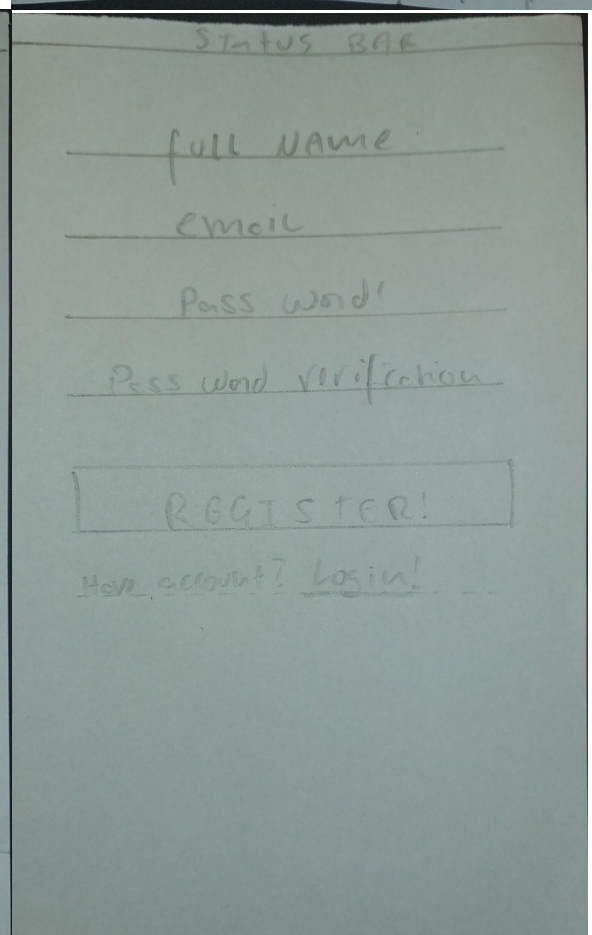 STATUS BAR
full NAMe
email
Pass word
Pass word verification
REGISTER!
Have account? Login!